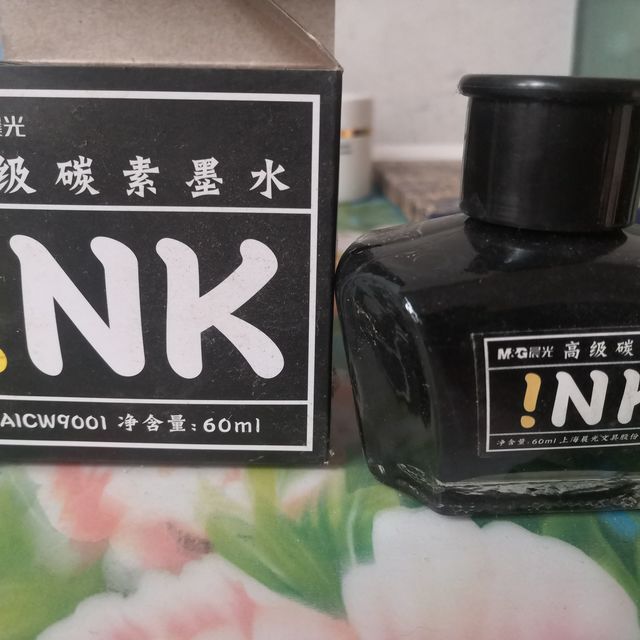 晨光
级碳素墨水
NK
AICW9001 净含量:60ml
M&G晨光 高级碳
!NK
净含量:60ml 上海晨光文具股份